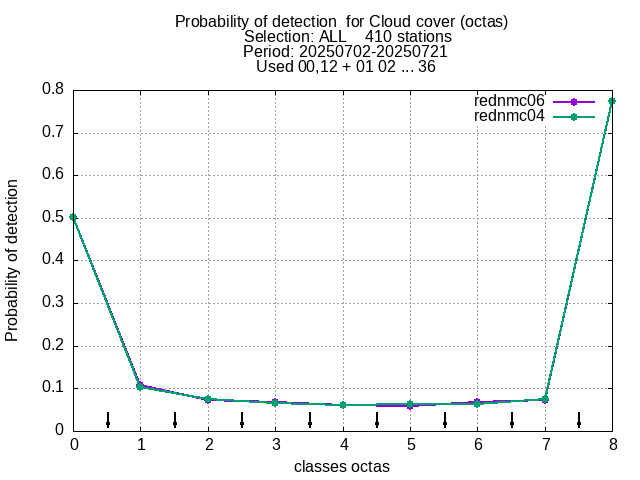 Probability of detection  for Cloud cover (octas)
Selection: ALL    410 stations
Period: 20250702-20250721
Used 00,12 + 01 02 ... 36
rednmc06
rednmc04
0.8
0.7
0.6
0.5
0.4
0.3
0.2
0.1
0
Probability of detection
0 1 2 3 4 5 6 7 8
classes octas